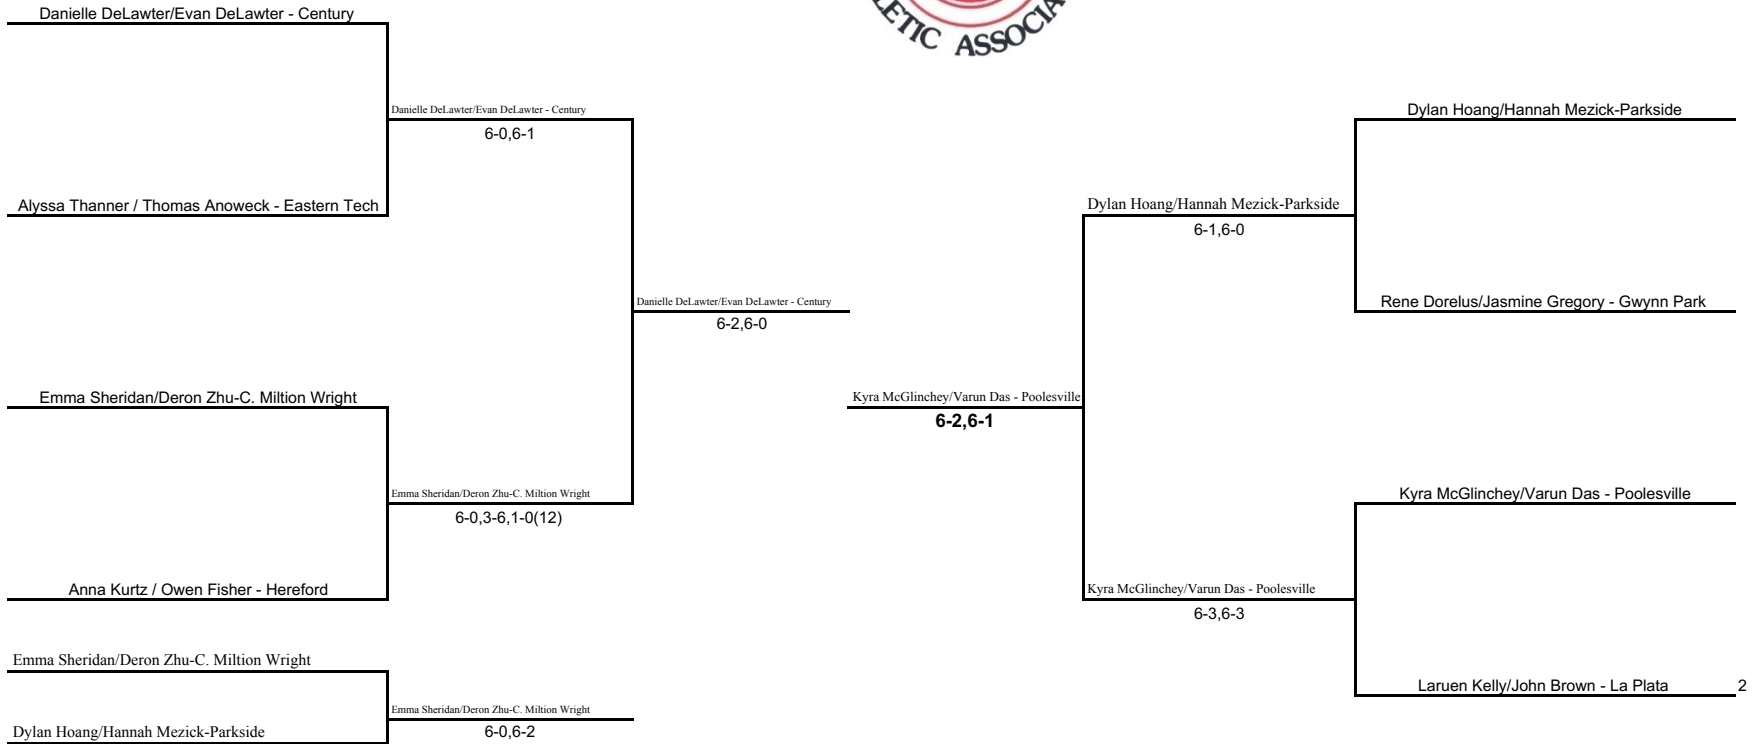 LETIC ASSOCIA
Danielle DeLawter/Evan DeLawter - Century
Danielle DeLawter/Evan DeLawter - Century
6-0,6-1
Alyssa Thanner / Thomas Anoweck - Eastern Tech
Danielle DeLawter/Evan DeLawter - Century
6-2,6-0
Emma Sheridan/Deron Zhu-C. Miltion Wright
Emma Sheridan/Deron Zhu-C. Miltion Wright
6-0,3-6,1-0(12)
Anna Kurtz / Owen Fisher - Hereford
Emma Sheridan/Deron Zhu-C. Miltion Wright
Emma Sheridan/Deron Zhu-C. Miltion Wright
6-0,6-2
Dylan Hoang/Hannah Mezick-Parkside
Kyra McGlinchey/Varun Das - Poolesville
6-2,6-1
Dylan Hoang/Hannah Mezick-Parkside
Dylan Hoang/Hannah Mezick-Parkside
6-1,6-0
Rene Dorelus/Jasmine Gregory - Gwynn Park
Kyra McGlinchey/Varun Das - Poolesville
Kyra McGlinchey/Varun Das - Poolesville
6-3,6-3
Laruen Kelly/John Brown - La Plata
2